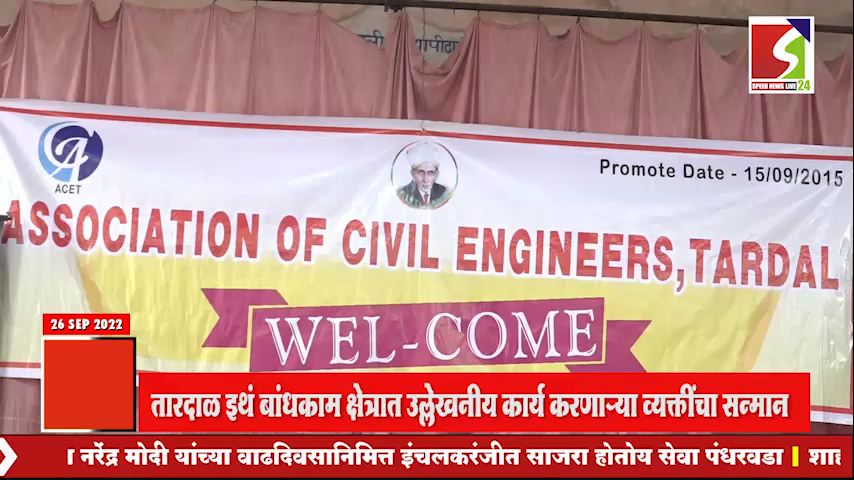 SPEED NEWS LIVE 24
ACET
Promote Date - 15/09/2015
ASSOCIATION OF CIVIL ENGINEERS,TARDAL
WEL-COME
26 SEP 2022
तारदाळ इथं बांधकाम क्षेत्रात उल्लेखनीय कार्य करणाऱ्या व्यक्तींचा सन्मान
नरेंद्र मोदी यांच्या वाढदिवसानिमित्त इंचलकरंजीत साजरा होतोय सेवा पंधरवडा